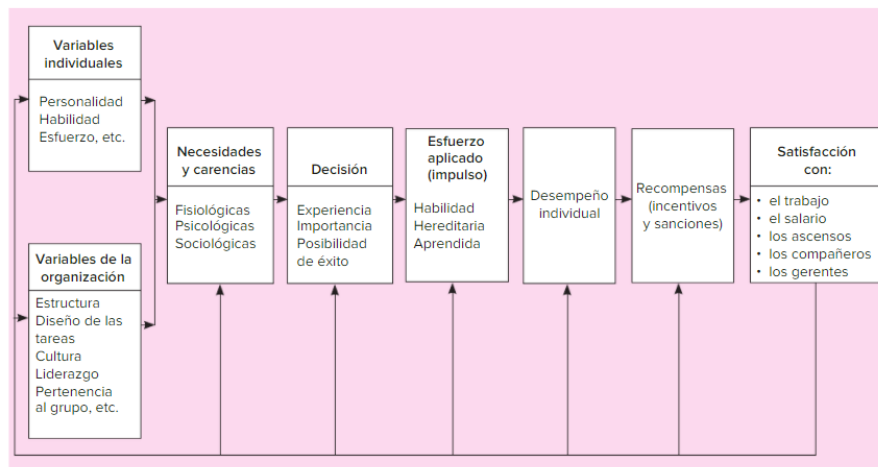 Variables
individuales
Personalidad
Habilidad
Esfuerzo, etc.
Variables de la
organización
Estructura
Diseño de las
tareas
Cultura
Liderazgo
Pertenencia
al grupo, etc.
Necesidades
y carencias
Fisiológicas
Psicológicas
Sociológicas
Decisión
Experiencia
Importancia
Posibilidad
de éxito
Esfuerzo
aplicado
(impulso)
Habilidad
Hereditaria
Aprendida
Desempeño
individual
Recompensas
(incentivos
y sanciones)
Satisfacción
con:
• el trabajo
• el salario
• los ascensos
• los compañeros
• los gerentes